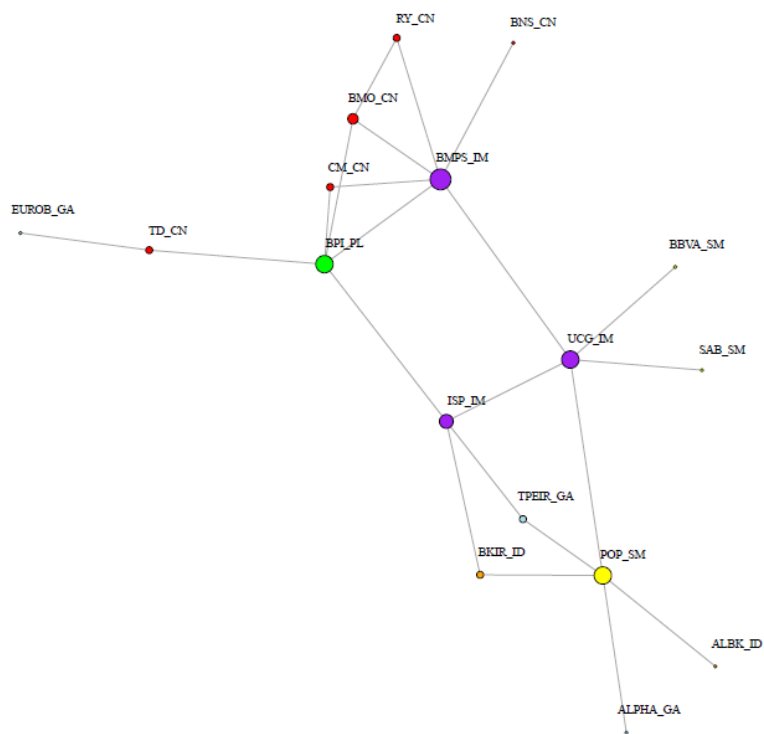 RY_CN
BNS_CN
BMO_CN
BMPS_IM
CM_CN
EUROB_GA
TD_CN
BPI_PL
BBVA_SM
UCG_IM
SAB_SM
ISP_IM
TPEIR_GA
BKIR_ID
POP_SM
ALBK_ID
ALPHA_GA